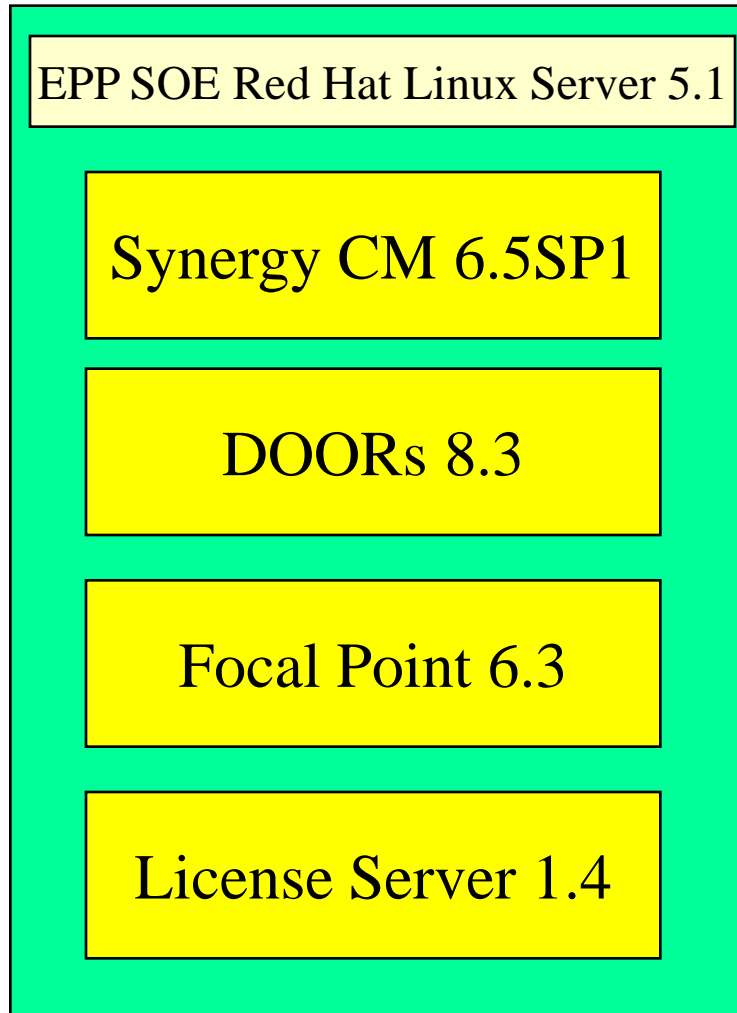 EPP SOE Red Hat Linux Server 5.1
Synergy CM 6.5SP1
DOORs 8.3
Focal Point 6.3
License Server 1.4